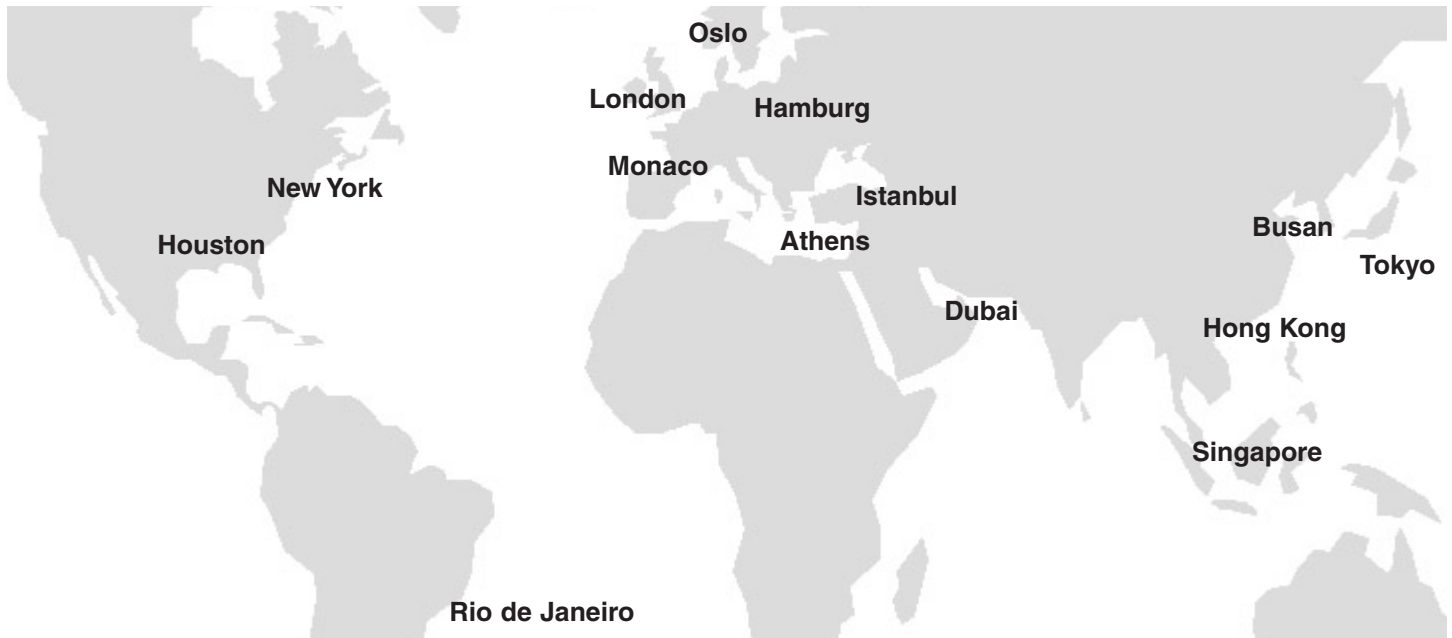 Oslo
London
Hamburg
Monaco
New York
Istanbul
Busan
Athens
Houston
Tokyo
Dubai
Hong Kong
Singapore
Rio de Janeiro